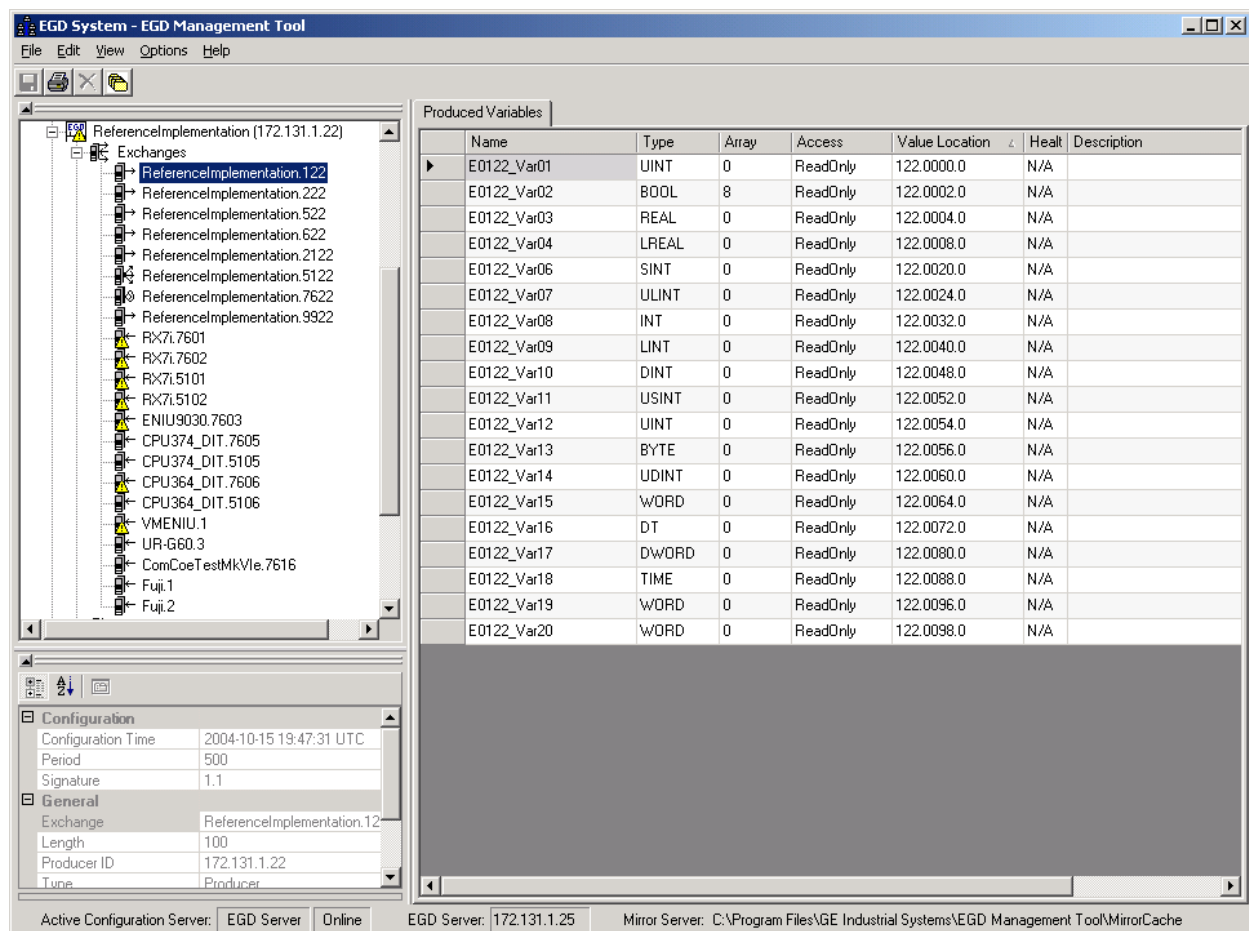 EGD System - EGD Management Tool
File Edit View Options Help
ReferenceImplementation (172.131.1.22)
Exchanges
ReferenceImplementation.122
ReferenceImplementation.222
ReferenceImplementation.522
ReferenceImplementation.622
ReferenceImplementation.2122
ReferenceImplementation.5122
ReferenceImplementation.7622
ReferenceImplementation.9922
RX7i.7601
RX7i.7602
RX7i.5101
RX7i.5102
ENIU9030.7603
CPU374_DIT.7605
CPU374_DIT.5105
CPU364_DIT.7606
CPU364_DIT.5106
VMENIU.1
UR-G60.3
ComCoeTestMkVIe.7616
Fuji.1
Fuji.2
Configuration
Configuration Time 2004-10-15 19:47:31 UTC
Period 500
Signature 1.1
General
Exchange ReferenceImplementation.12
Length 100
Producer ID 172.131.1.22
Type Producer
Produced Variables
Name Type Array Access Value Location Healt Description
E0122_Var01 UINT 0 ReadOnly 122.0000.0 N/A
E0122_Var02 BOOL 8 ReadOnly 122.0002.0 N/A
E0122_Var03 REAL 0 ReadOnly 122.0004.0 N/A
E0122_Var04 LREAL 0 ReadOnly 122.0008.0 N/A
E0122_Var06 SINT 0 ReadOnly 122.0020.0 N/A
E0122_Var07 ULINT 0 ReadOnly 122.0024.0 N/A
E0122_Var08 INT 0 ReadOnly 122.0032.0 N/A
E0122_Var09 LINT 0 ReadOnly 122.0040.0 N/A
E0122_Var10 DINT 0 ReadOnly 122.0048.0 N/A
E0122_Var11 USINT 0 ReadOnly 122.0052.0 N/A
E0122_Var12 UINT 0 ReadOnly 122.0054.0 N/A
E0122_Var13 BYTE 0 ReadOnly 122.0056.0 N/A
E0122_Var14 UDINT 0 ReadOnly 122.0060.0 N/A
E0122_Var15 WORD 0 ReadOnly 122.0064.0 N/A
E0122_Var16 DT 0 ReadOnly 122.0072.0 N/A
E0122_Var17 DWORD 0 ReadOnly 122.0080.0 N/A
E0122_Var18 TIME 0 ReadOnly 122.0088.0 N/A
E0122_Var19 WORD 0 ReadOnly 122.0096.0 N/A
E0122_Var20 WORD 0 ReadOnly 122.0098.0 N/A
Active Configuration Server: EGD Server Online EGD Server: 172.131.1.25 Mirror Server: C:\Program Files\GE Industrial Systems\EGD Management Tool\MirrorCache